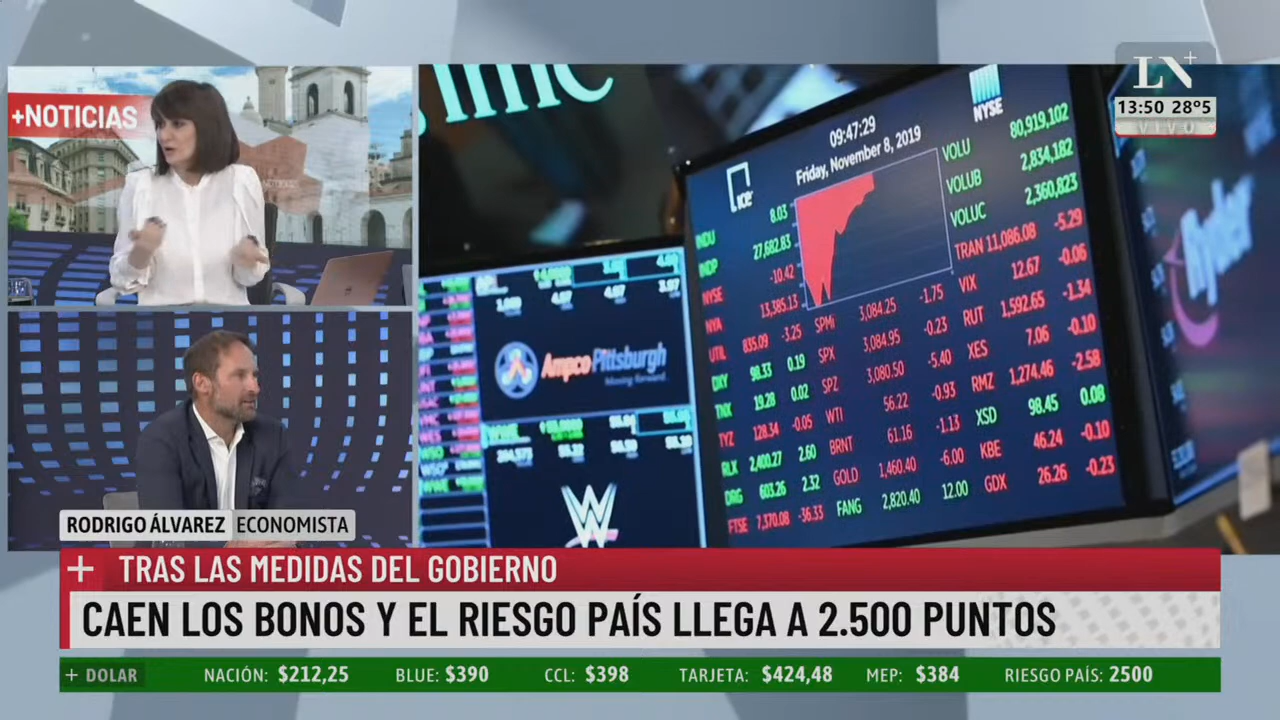 +NOTICIAS
LN+
13:50 28°5
VIVO
ime
09:47:29
Friday, November 8, 2019
ICE
NYSE
VOLU 80,919,102
VOLUB 2,834,182
VOLUC 2,360,823
INDU 8.03
INDP 27,682.83
NYSE -10.42
NYA 13,385.13
TRAN 11,086.08 -5.29
UTIL 835.09 -3.25 SPMi 3,084.25 -1.75 VIX 12.67 -0.06
DXY 98.33 0.19 SPX 3,084.95 -0.23 RUT 1,592.65 -1.34
TNX 19.28 0.02 SPZ 3,080.50 -5.40 XES 7.06 -0.10
TYZ 128.34 -0.05 WTI 56.22 -0.93 RMZ 1,274.46 -2.58
RLX 2,400.27 2.60 BRNT 61.16 -1.13 XSD 98.45 0.08
DRG 603.26 2.32 GOLD 1,460.40 -6.00 KBE 46.24 -0.10
FTSE 7,370.08 -36.33 FANG 2,820.40 12.00 GDX 26.26 -0.23
AmpcoPittsburgh
Moving forward.
W
Ryder
RODRIGO ÁLVAREZ ECONOMISTA
+ TRAS LAS MEDIDAS DEL GOBIERNO
CAEN LOS BONOS Y EL RIESGO PAÍS LLEGA A 2.500 PUNTOS
+ DOLAR NACIÓN: $212,25 BLUE: $390 CCL: $398 TARJETA: $424,48 MEP: $384 RIESGO PAÍS: 2500